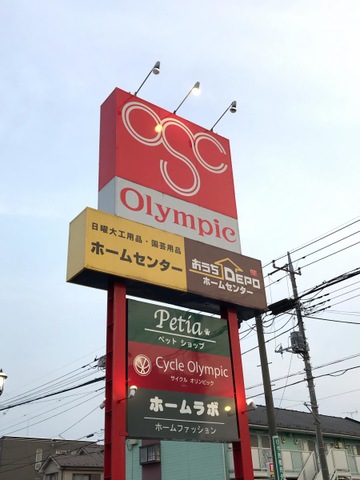 OSC
Olympic
日曜大工用品・園芸用品
ホームセンター
おうちDEPO
ホームセンター
Petia
ペットショップ
Cycle Olympic
サイクル オリンピック
ホームラボ
ホームファッション